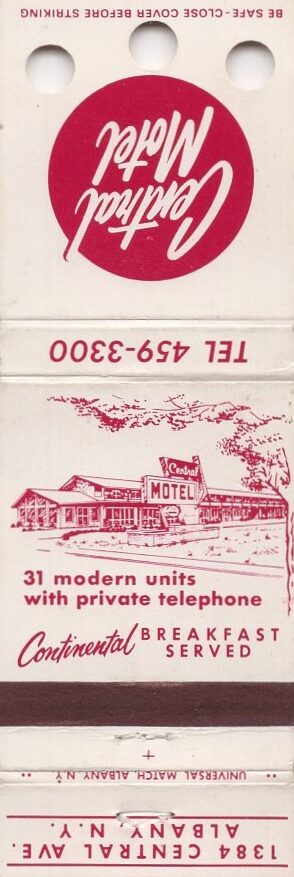 BE SAFE - CLOSE COVER BEFORE STRIKING
Central
Motel
TEL 459-3300
Central
MOTEL
31 modern units
with private telephone
Continental BREAKFAST
SERVED
UNIVERSAL MATCH, ALBANY, N.Y.
1384 CENTRAL AVE.
ALBANY N.Y.